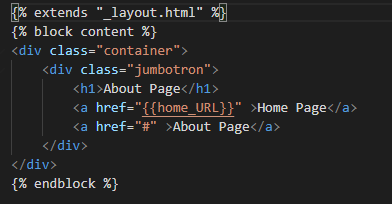 {% extends "_layout.html" %}
{% block content %}
<div class="container">
    <div class="jumbotron">
        <h1>About Page</h1>
        <a href="{{home_URL}}" >Home Page</a>
        <a href="#" >About Page</a>
    </div>
</div>
{% endblock %}